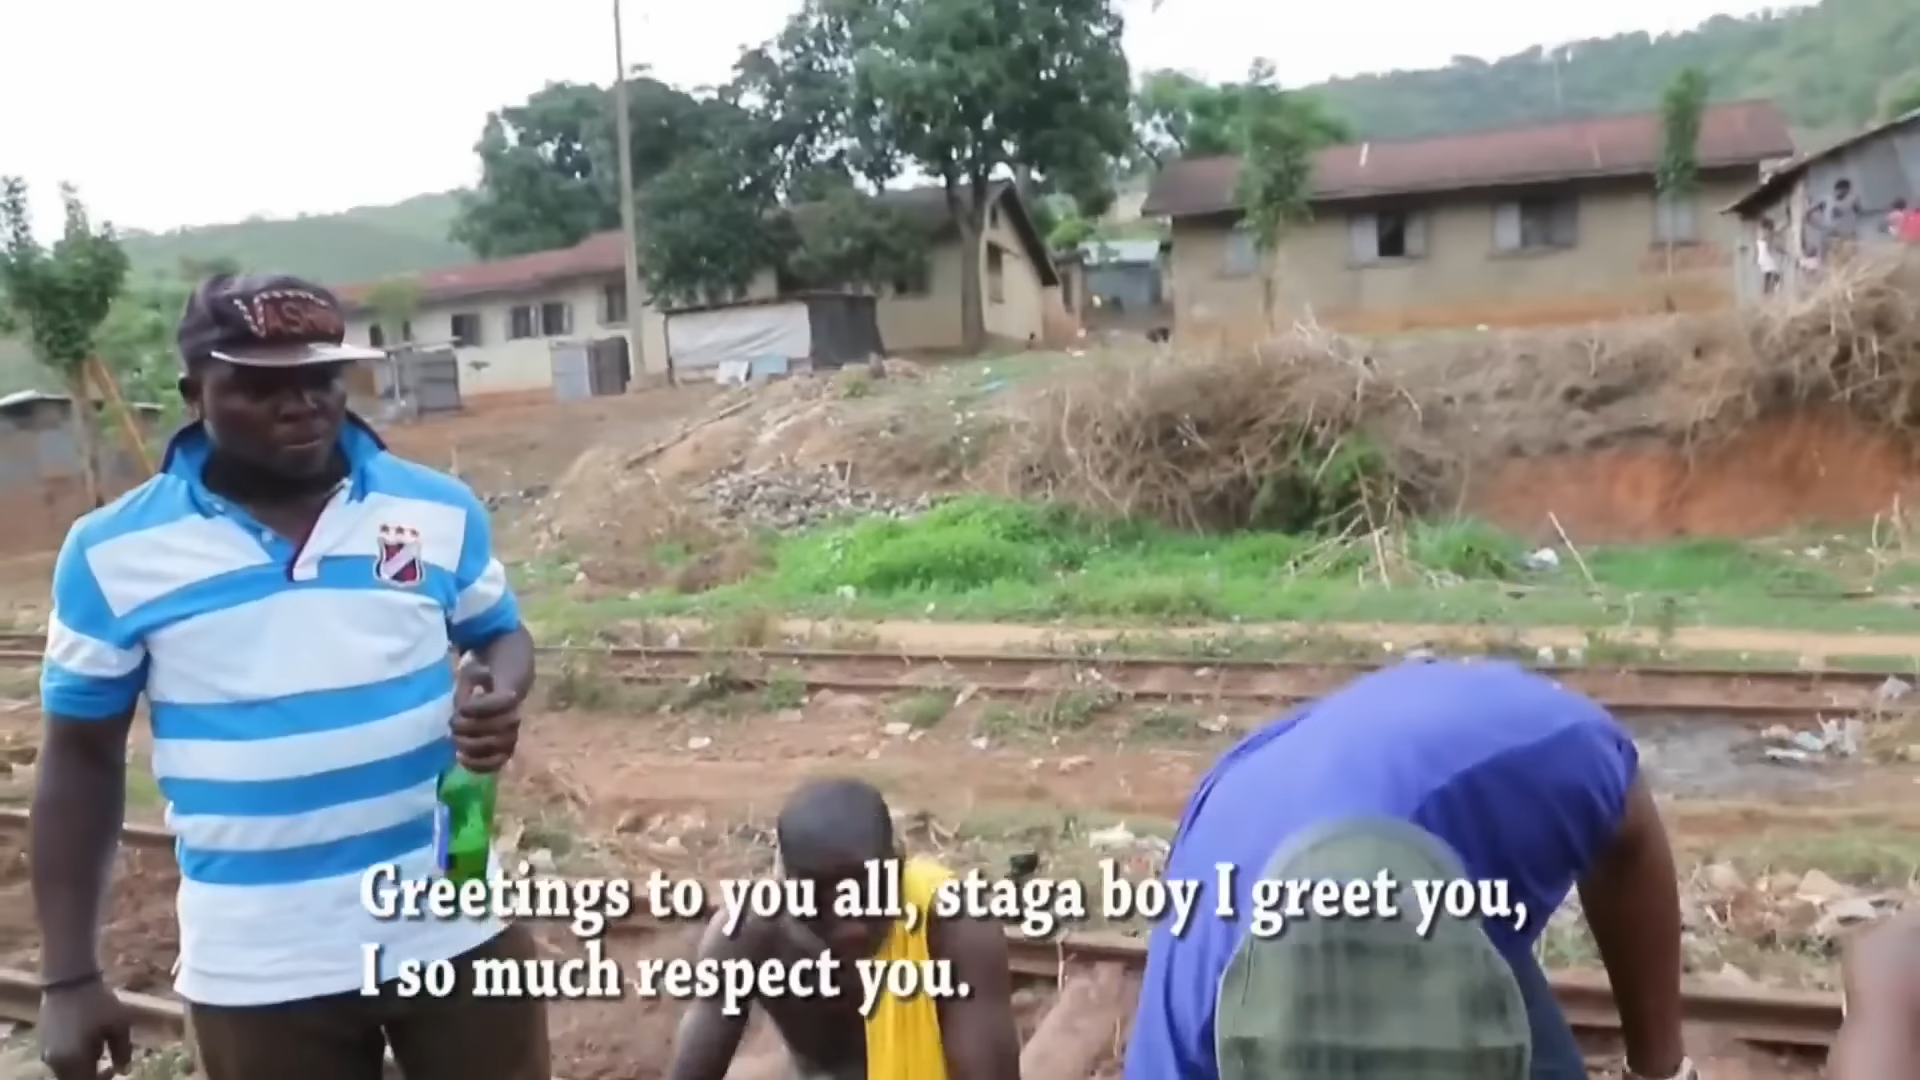 Greetings to you all, staga boy I greet you,
I so much respect you.